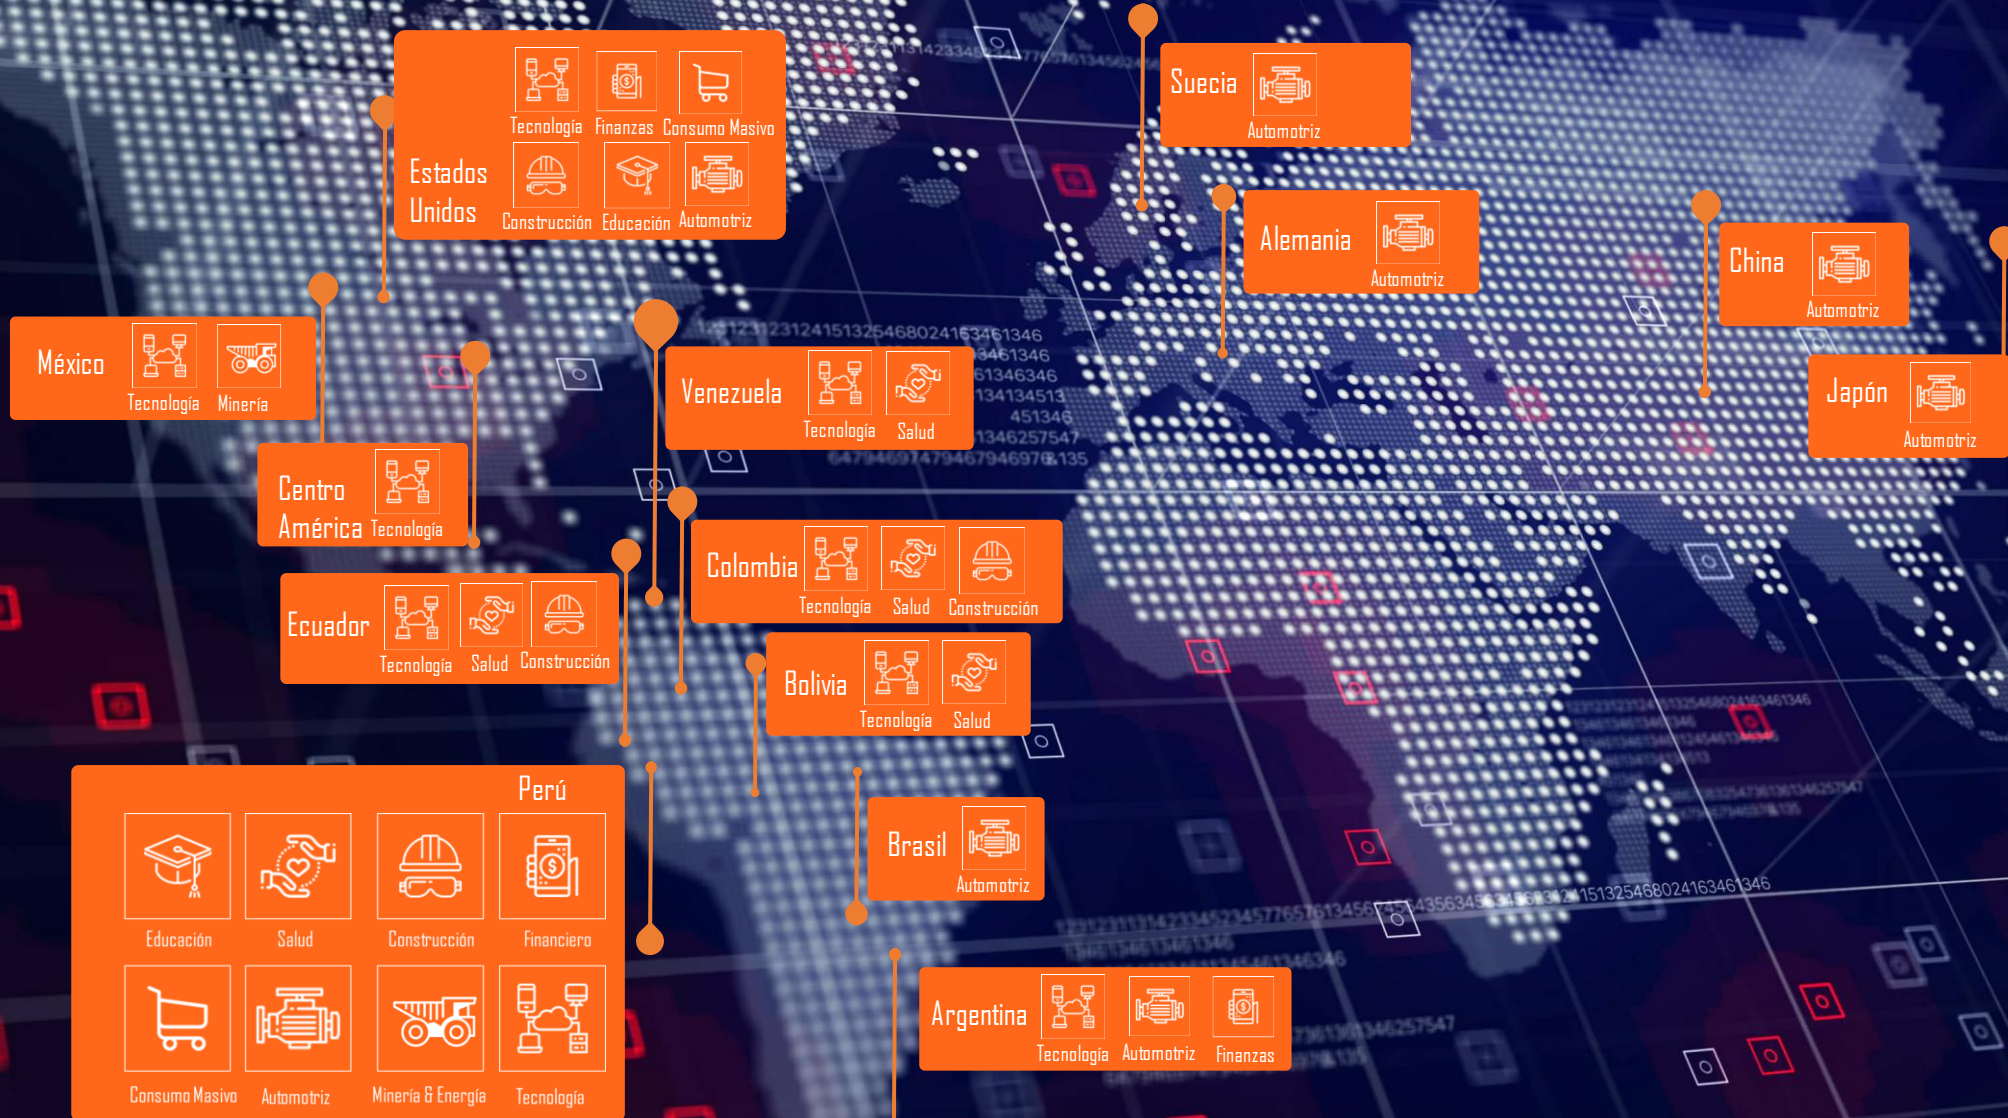 Tecnología Finanzas Consumo Masivo
Estados
Unidos
Construcción Educación Automotriz
Suecia
Automotriz
Alemania
Automotriz
China
Automotriz
Japón
Automotriz
México
Tecnología Minería
Venezuela
Tecnología Salud
Centro
América
Tecnología
Colombia
Tecnología Salud Construcción
Ecuador
Tecnología Salud Construcción
Bolivia
Tecnología Salud
Perú
Educación Salud Construcción Financiero
Consumo Masivo Automotriz Minería & Energía Tecnología
Brasil
Automotriz
Argentina
Tecnología Automotriz Finanzas